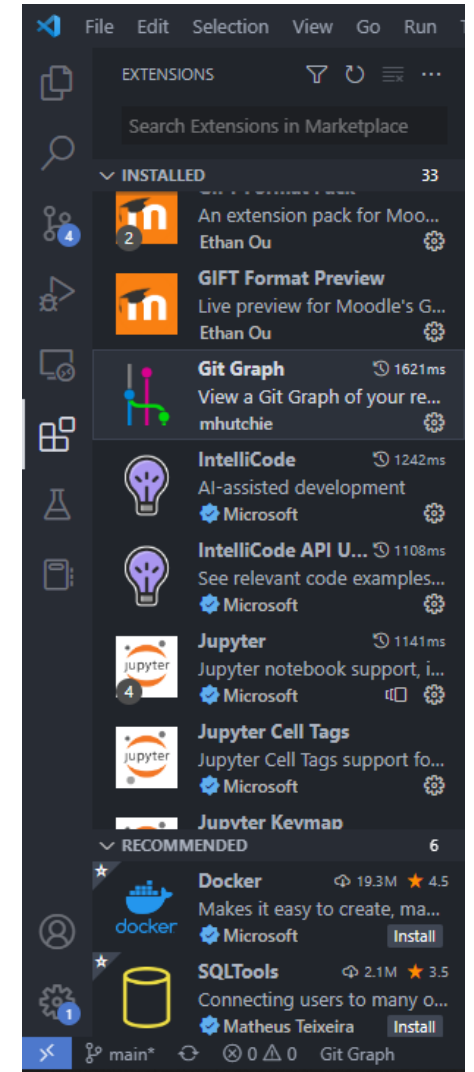 File Edit Selection View Go Run
EXTENSIONS
Search Extensions in Marketplace
INSTALLED 33
GIFT Format Pack
An extension pack for Moo...
2
Ethan Ou
GIFT Format Preview
Live preview for Moodle's G...
Ethan Ou
Git Graph 1621ms
View a Git Graph of your re...
mhutchie
IntelliCode 1242ms
AI-assisted development
Microsoft
IntelliCode API U... 1108ms
See relevant code examples...
Microsoft
Jupyter 1141ms
jupyter
Jupyter notebook support, i...
4
Microsoft
Jupyter Cell Tags
jupyter
Jupyter Cell Tags support fo...
Microsoft
Jupyter Keymap
RECOMMENDED 6
Docker 19.3M 4.5
Makes it easy to create, ma...
docker
Microsoft Install
SQLTools 2.1M 3.5
Connecting users to many o...
Matheus Teixeira Install
4
1
main* 0 0 Git Graph